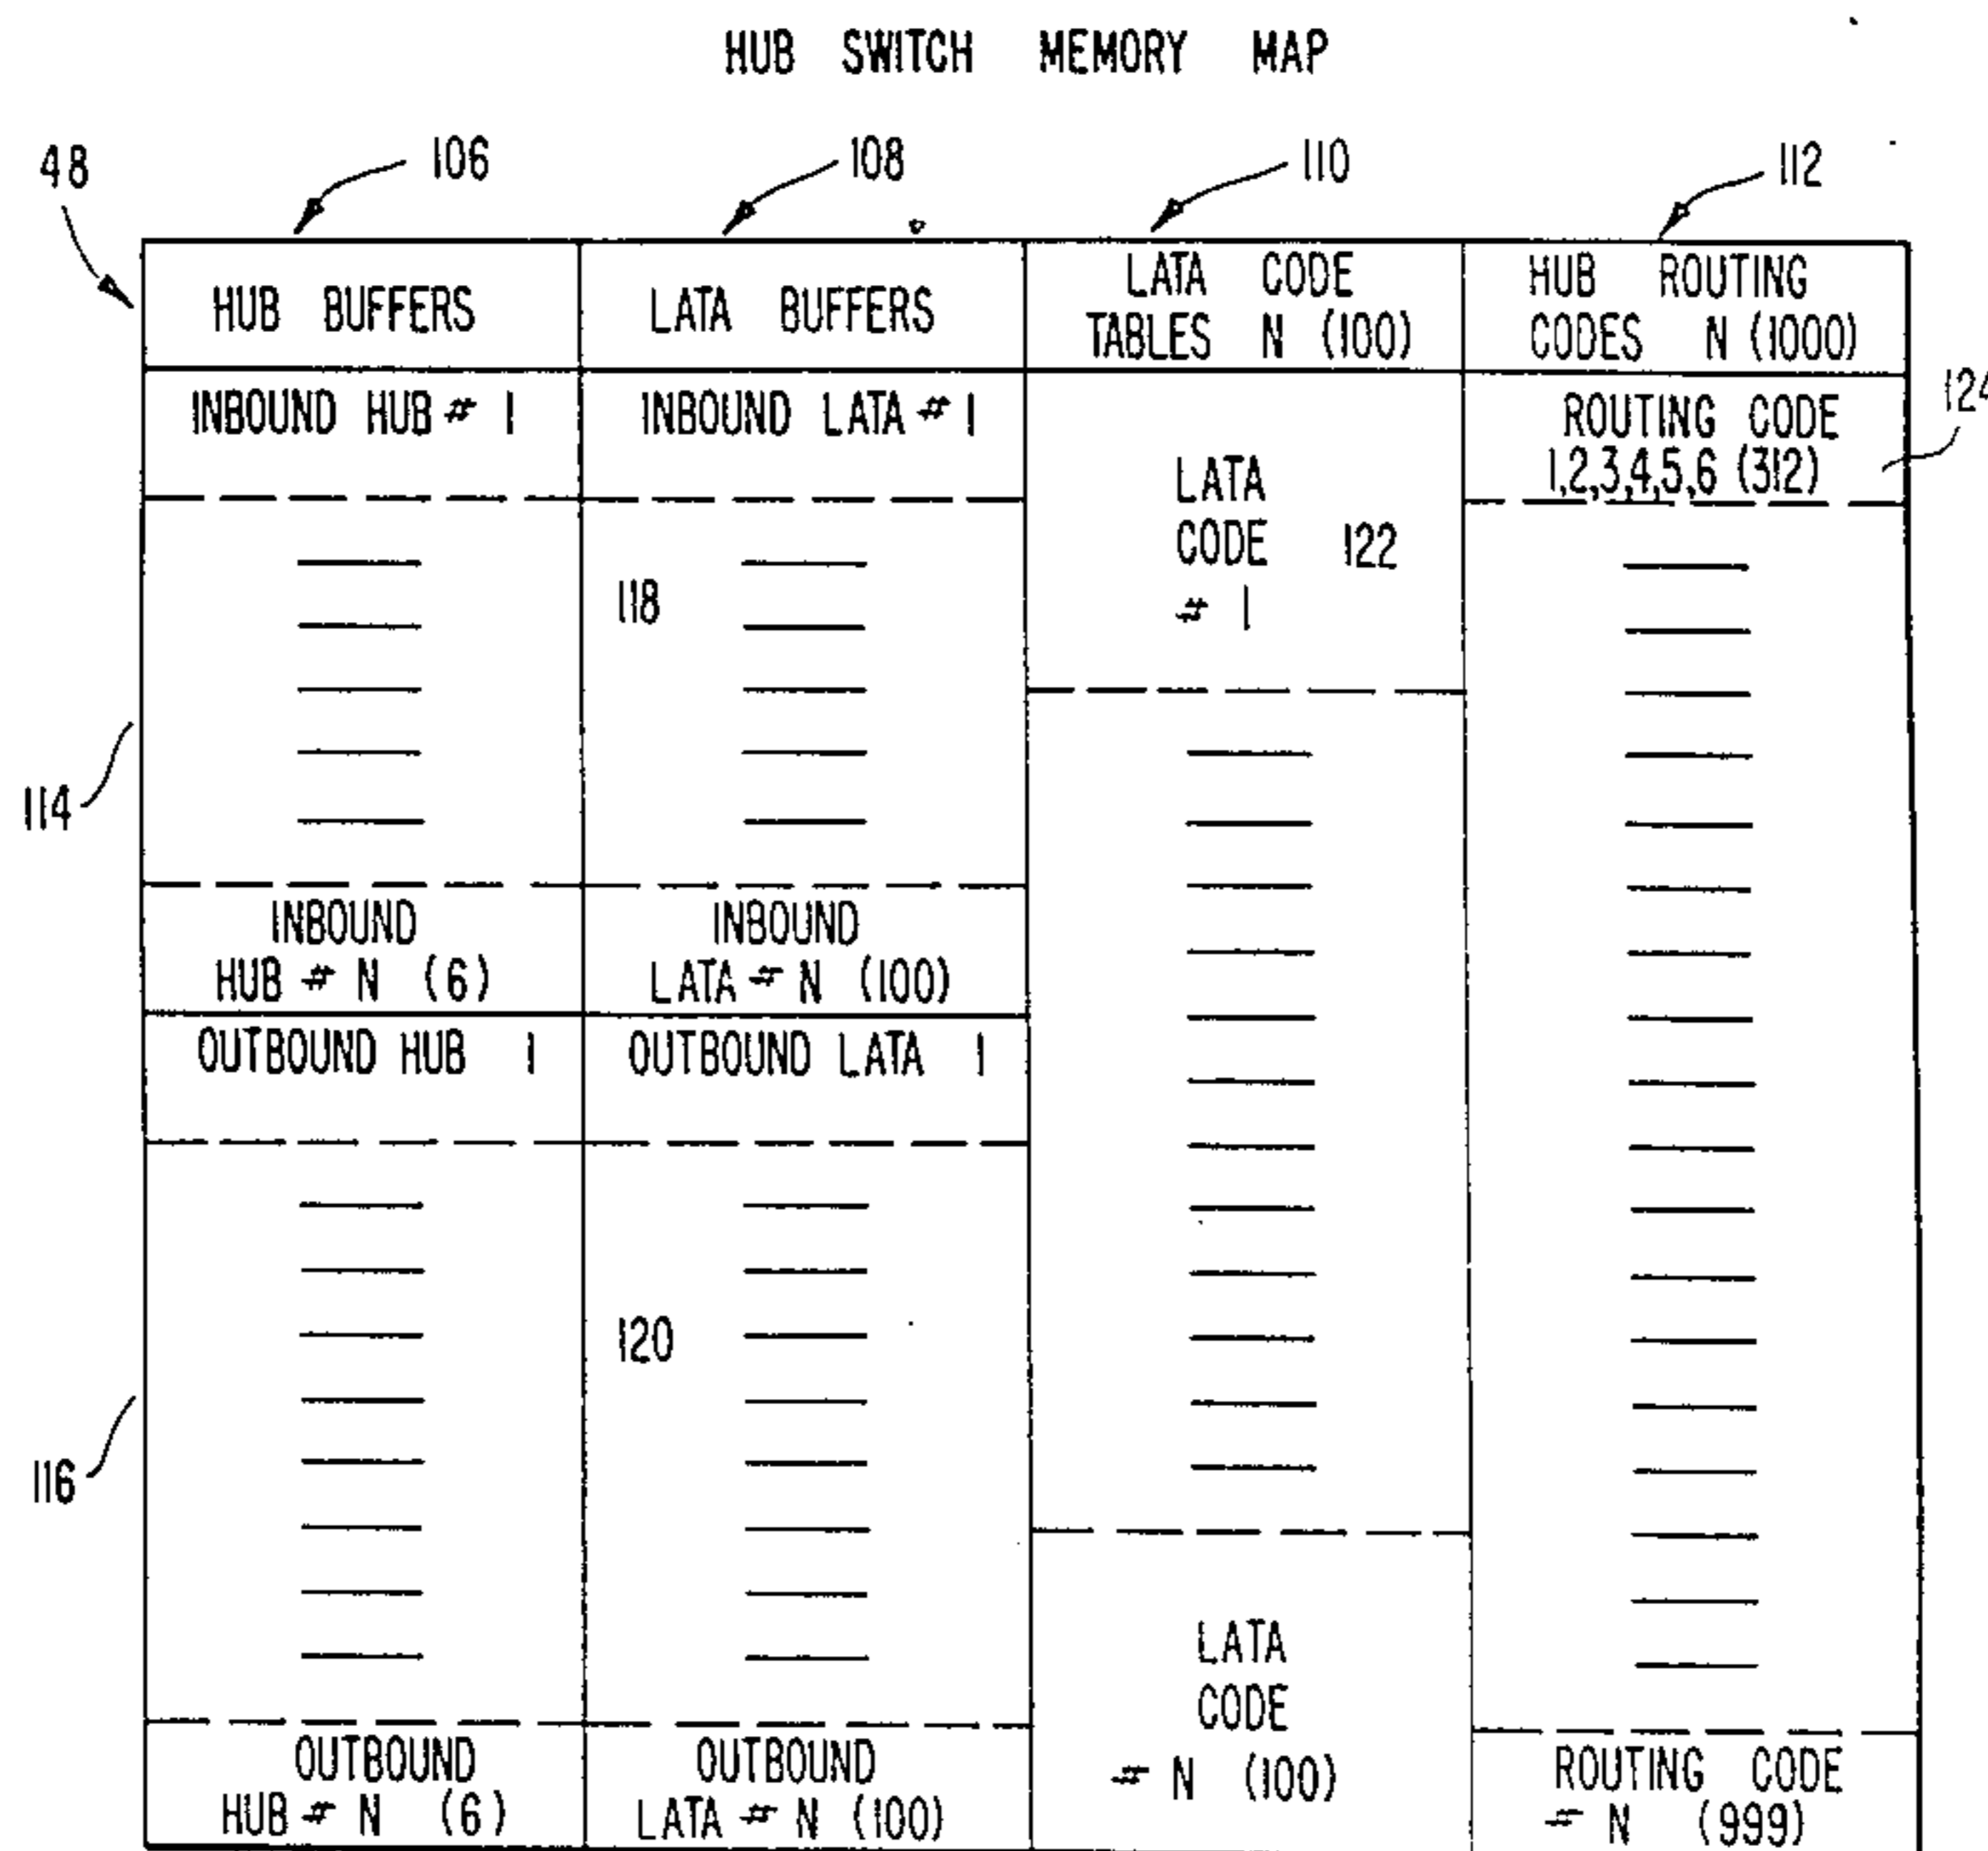 HUB SWITCH MEMORY MAP
48
106
108
110
112
HUB BUFFERS
LATA BUFFERS
LATA CODE
TABLES N (100)
HUB ROUTING
CODES N (1000)
INBOUND HUB # 1
INBOUND LATA # 1
LATA
CODE
# 1
122
ROUTING CODE
1,2,3,4,5,6 (312)
124
118
114
INBOUND
HUB # N (6)
INBOUND
LATA # N (100)
OUTBOUND HUB 1
OUTBOUND LATA 1
120
116
OUTBOUND
HUB # N (6)
OUTBOUND
LATA # N (100)
LATA
CODE
# N (100)
ROUTING CODE
# N (999)